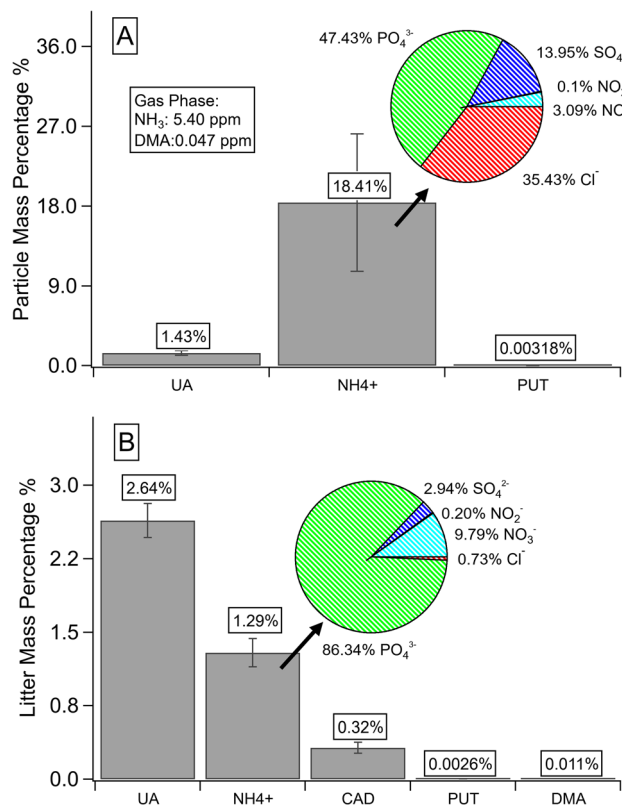 A
36.0
27.0
18.0
9.0
0.0
Particle Mass Percentage %
Gas Phase:
NH₃: 5.40 ppm
DMA:0.047 ppm
47.43% PO₄³⁻
13.95% SO₄
0.1% NO
3.09% NO
35.43% Cl⁻
1.43%
18.41%
0.00318%
UA
NH4+
PUT
B
3.0
2.2
1.5
0.8
0.0
Litter Mass Percentage %
2.94% SO₄²⁻
0.20% NO₂⁻
9.79% NO₃⁻
0.73% Cl⁻
86.34% PO₄³⁻
2.64%
1.29%
0.32%
0.0026%
0.011%
UA
NH4+
CAD
PUT
DMA